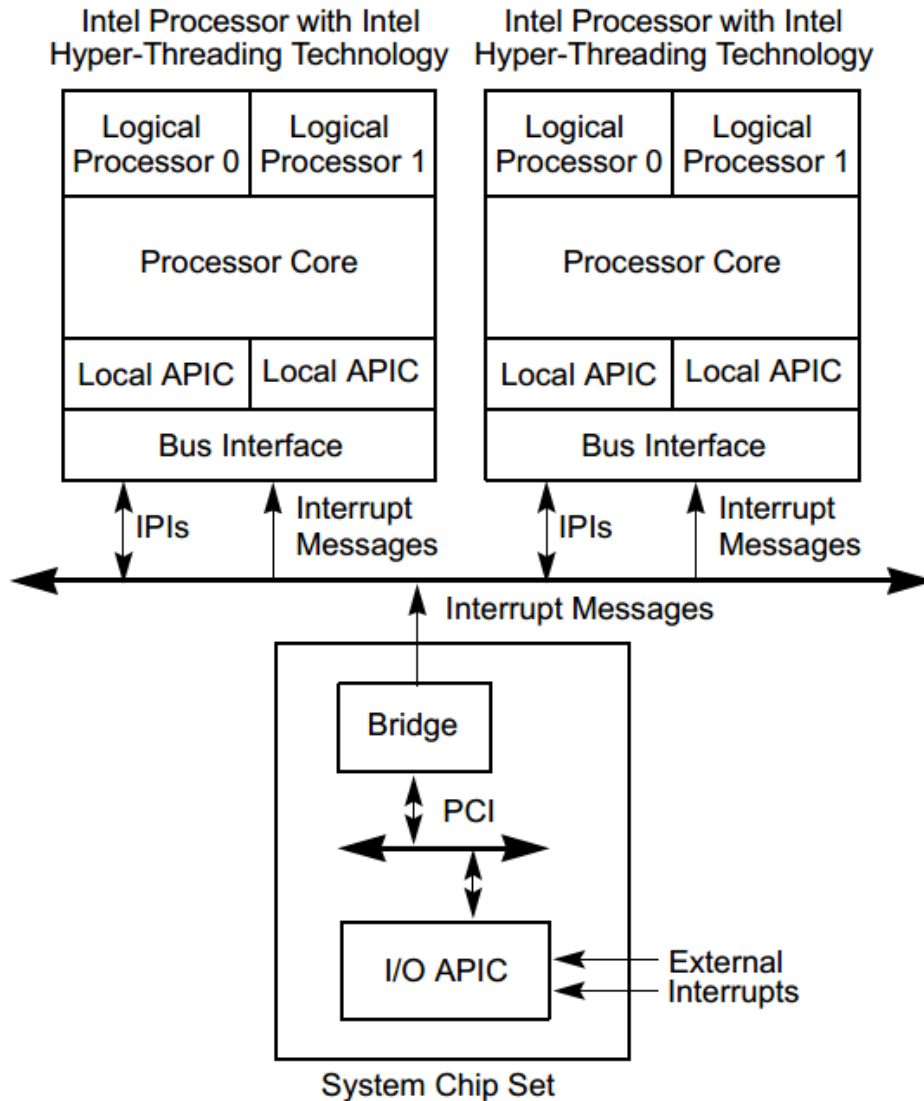 Intel Processor with Intel
Hyper-Threading Technology
Intel Processor with Intel
Hyper-Threading Technology
Logical
Processor 0
Logical
Processor 1
Logical
Processor 0
Logical
Processor 1
Processor Core
Processor Core
Local APIC
Local APIC
Local APIC
Local APIC
Bus Interface
Bus Interface
IPIs
Interrupt
Messages
IPIs
Interrupt
Messages
Interrupt Messages
Bridge
PCI
I/O APIC
External
Interrupts
System Chip Set